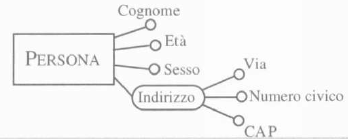 Cognome
Età
PERSONA
Sesso
Via
Indirizzo
Numero civico
CAP